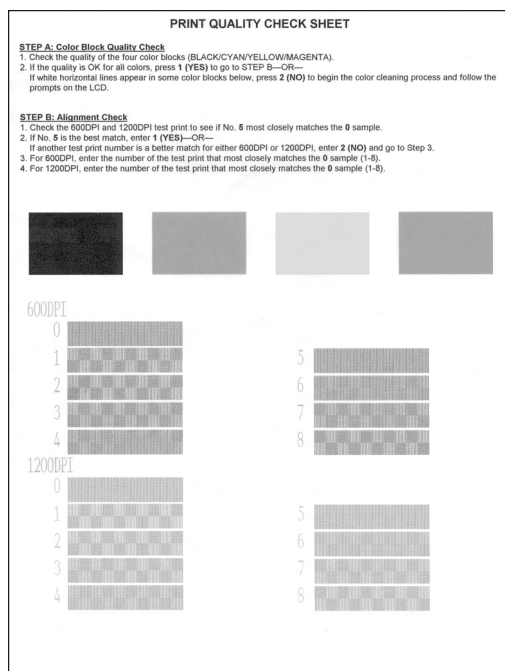 PRINT QUALITY CHECK SHEET
STEP A: Color Block Quality Check
1. Check the quality of the four color blocks (BLACK/CYAN/YELLOW/MAGENTA).
2. If the quality is OK for all colors, press 1 (YES) to go to STEP B—OR—
If white horizontal lines appear in some color blocks below, press 2 (NO) to begin the color cleaning process and follow the
prompts on the LCD.
STEP B: Alignment Check
1. Check the 600DPI and 1200DPI test print to see if No. 5 most closely matches the 0 sample.
2. If No. 5 is the best match, enter 1 (YES)—OR—
If another test print number is a better match for either 600DPI or 1200DPI, enter 2 (NO) and go to Step 3.
3. For 600DPI, enter the number of the test print that most closely matches the 0 sample (1-8).
4. For 1200DPI, enter the number of the test print that most closely matches the 0 sample (1-8).
600DPI
0
1
2
3
4
5
6
7
8
1200DPI
0
1
2
3
4
5
6
7
8